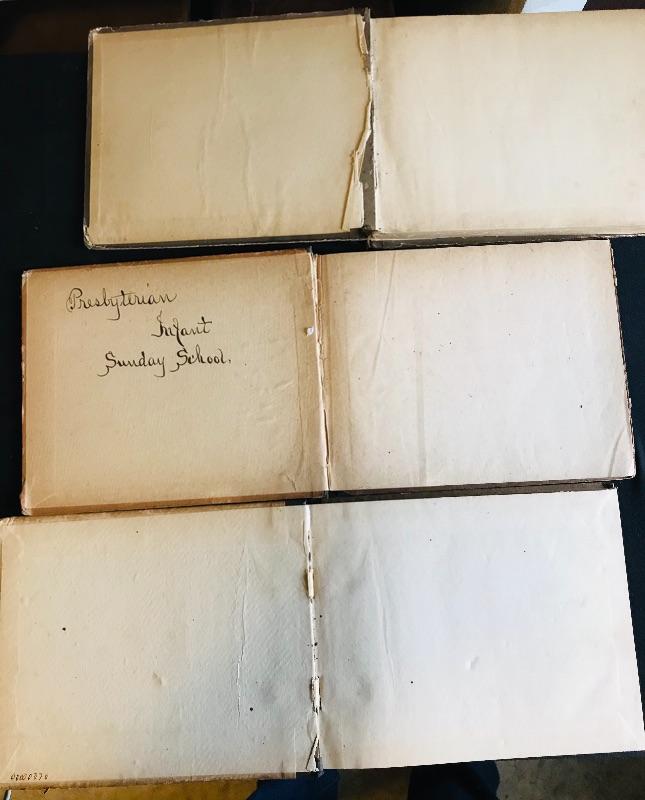 Presbyterian
Infant
Sunday School.